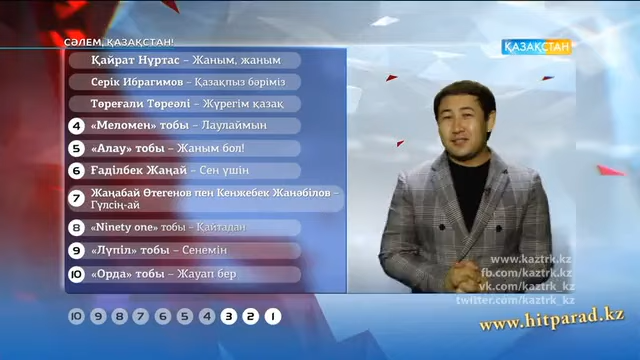 СӘЛЕМ, ҚАЗАҚСТАН!
ҚАЗАҚСТАН
Қайрат Нұртас – Жаным, жаным
Серік Ибрагимов – Қазақпыз бәріміз
Төреғали Төреәлі – Жүрегім қазақ
4 «Меломен» тобы – Лаулаймын
5 «Алау» тобы – Жаным бол!
6 Ғаділбек Жаңай – Сен үшін
7 Жаңабай Өтегенов пен Кенжебек Жанәбілов –
Гүлсің-ай
8 «Ninety one» тобы – Қайтадан
9 «Лүпіл» тобы – Сенемін
10 «Орда» тобы – Жауап бер
10 9 8 7 6 5 4 3 2 1
www.kaztrk.kz
fb.com/kaztrk.kz
vk.com/kaztrk_kz
twitter.com/kaztrk_kz
www.hitparad.kz